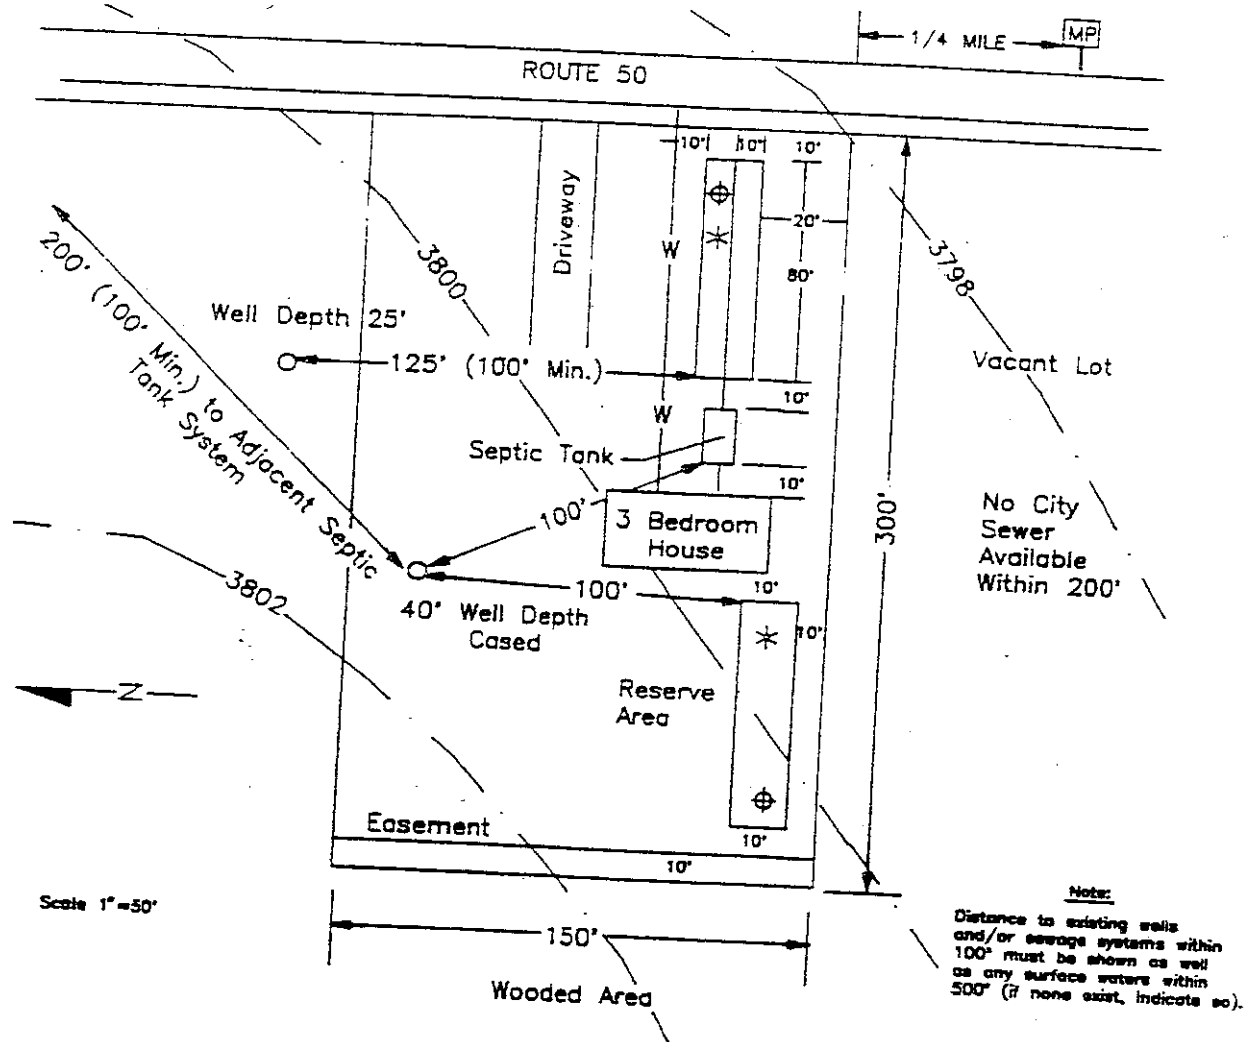 1/4 MILE
MP
ROUTE 50
10'
10'
10'
Driveway
20'
W
3800
3798
80'
200' (100' Min.) to Adjacent Septic
Tank System
Well Depth 25'
125' (100' Min.)
Vacant Lot
10'
W
Septic Tank
10'
100'
3 Bedroom
House
300'
No City
Sewer
Available
Within 200'
3802
100'
10'
40' Well Depth
Cased
10'
N
Reserve
Area
Easement
10'
10'
Scale 1"=50'
150'
Wooded Area
Note:
Distance to existing wells
and/or sewage systems within
100' must be shown as well
as any surface waters within
500' (if none exist, indicate so).